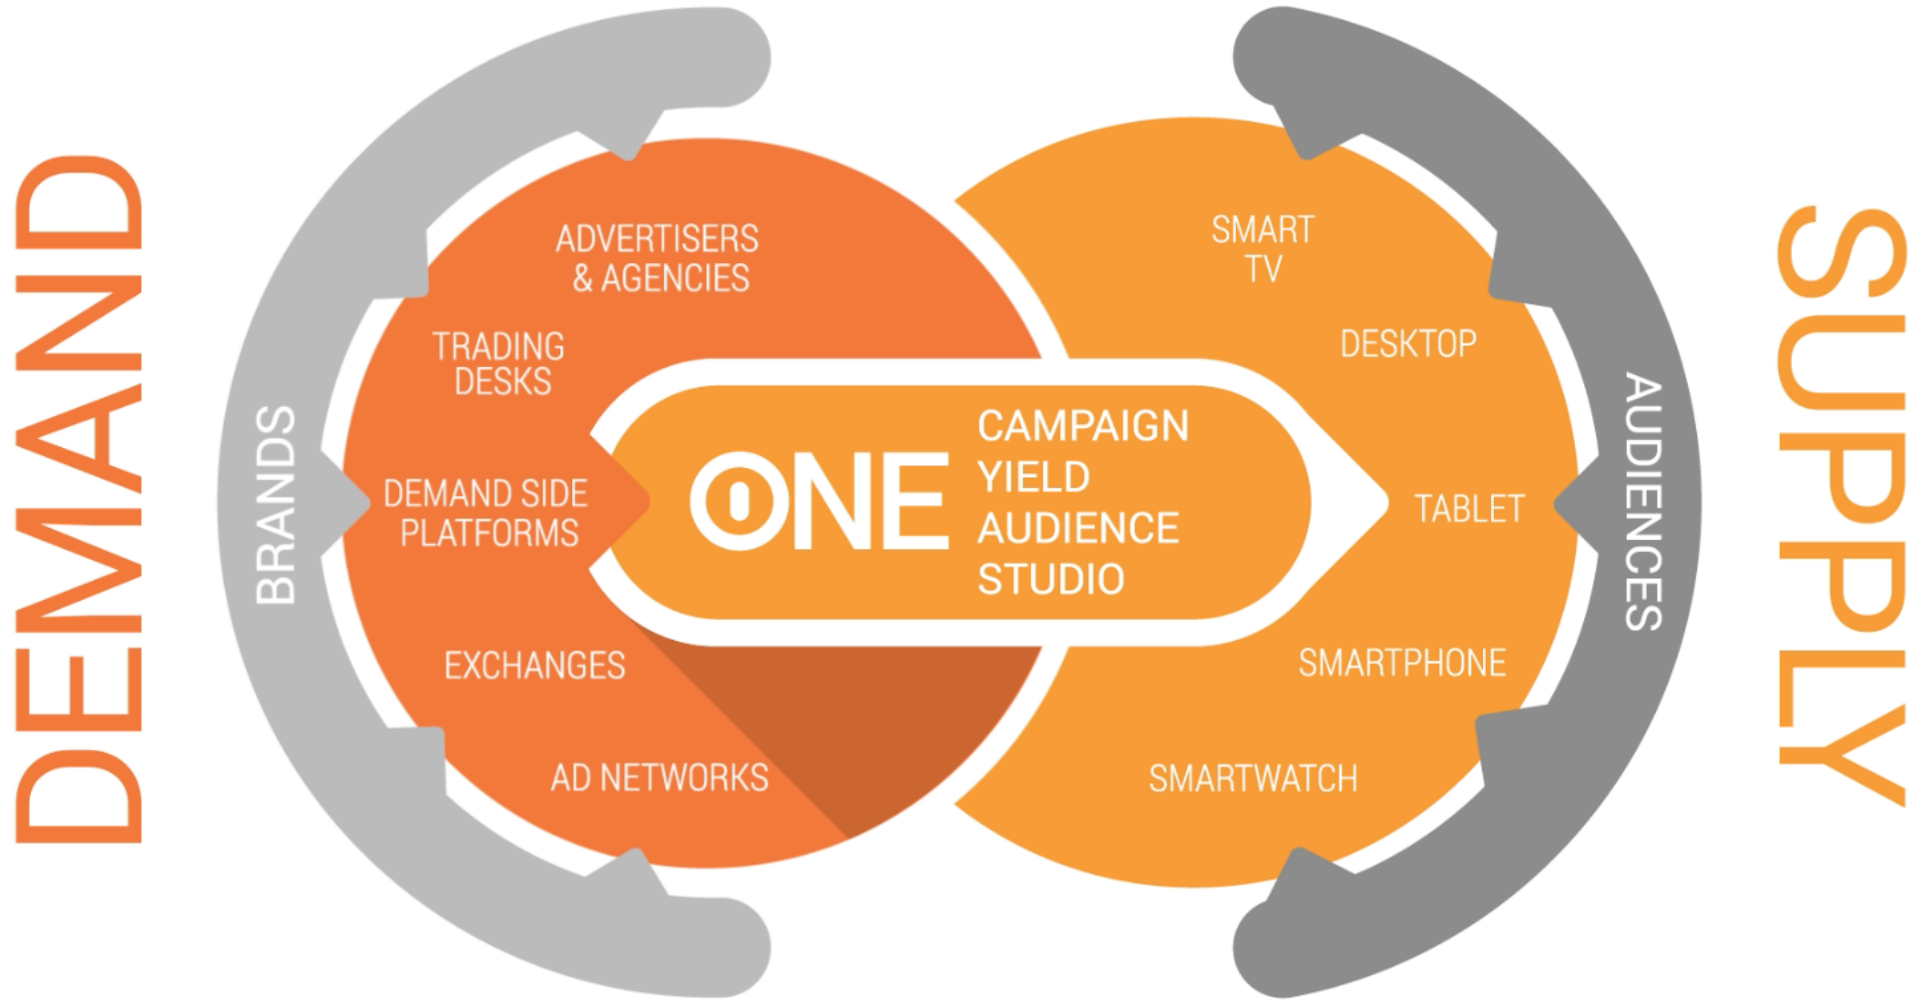 DEMAND
BRANDS
ADVERTISERS
& AGENCIES
TRADING
DESKS
DEMAND SIDE
PLATFORMS
EXCHANGES
AD NETWORKS
ONE
CAMPAIGN
YIELD
AUDIENCE
STUDIO
SMART
TV
DESKTOP
TABLET
SMARTPHONE
SMARTWATCH
AUDIENCES
SUPPLY